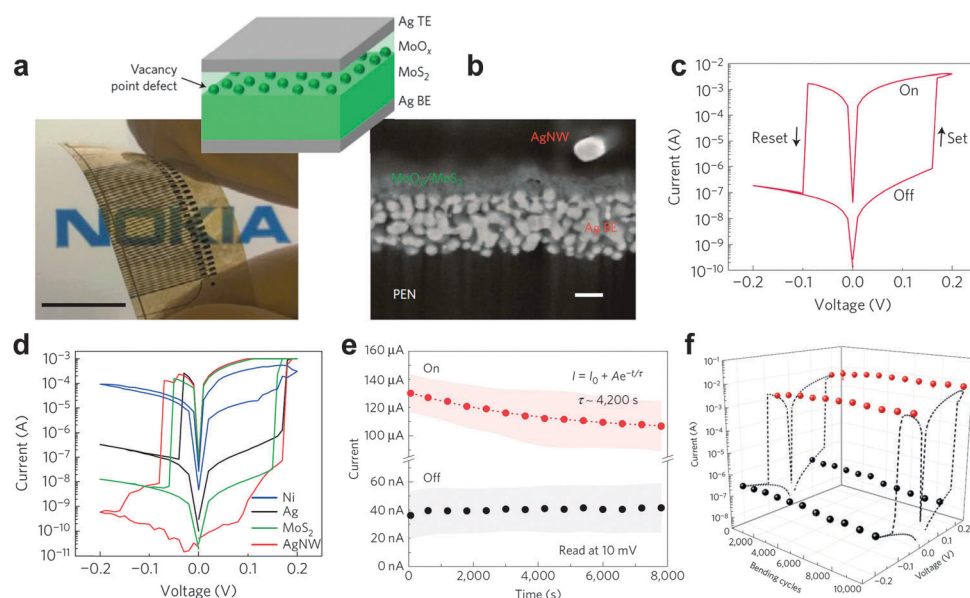 a
Vacancy
point defect
Ag TE
MoOₓ
MoS₂
Ag BE
NOKIA
b
AgNW
MoOₓ/MoS₂
Ag BE
PEN
c
10⁻²
10⁻³
10⁻⁴
10⁻⁵
10⁻⁶
10⁻⁷
10⁻⁸
10⁻⁹
10⁻¹⁰
Current (A)
On
Reset
Set
Off
−0.2 −0.1 0.0 0.1 0.2
Voltage (V)
d
10⁻³
10⁻⁴
10⁻⁵
10⁻⁶
10⁻⁷
10⁻⁸
10⁻⁹
10⁻¹⁰
10⁻¹¹
Current (A)
Ni
Ag
MoS₂
AgNW
−0.2 −0.1 0.0 0.1 0.2
Voltage (V)
e
160 µA
140 µA
120 µA
100 µA
60 nA
40 nA
20 nA
0 nA
Current
On
I = I₀ + Ae⁻ᵗ/τ
τ ~ 4,200 s
Off
Read at 10 mV
0 2,000 4,000 6,000 8,000
Time (s)
f
10⁻¹
10⁻²
10⁻³
10⁻⁴
10⁻⁵
10⁻⁶
10⁻⁷
10⁻⁸
Current (A)
0
2,000
4,000
6,000
8,000
10,000
Bending cycles
−0.2
−0.1
0.0
0.1
0.2
Voltage (V)